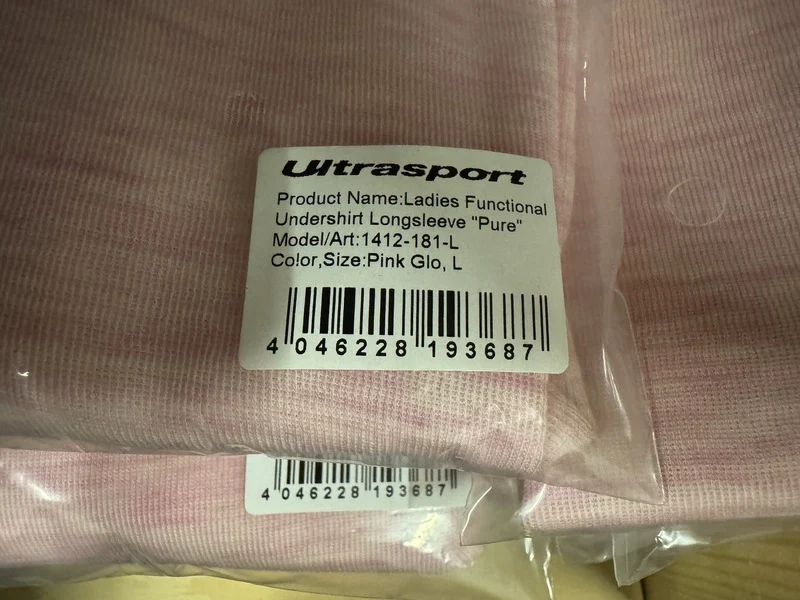 Ultrasport
Product Name:Ladies Functional
Undershirt Longsleeve "Pure"
Model/Art:1412-181-L
Color,Size:Pink Glo, L
4 046228 193687
4 046228 193687